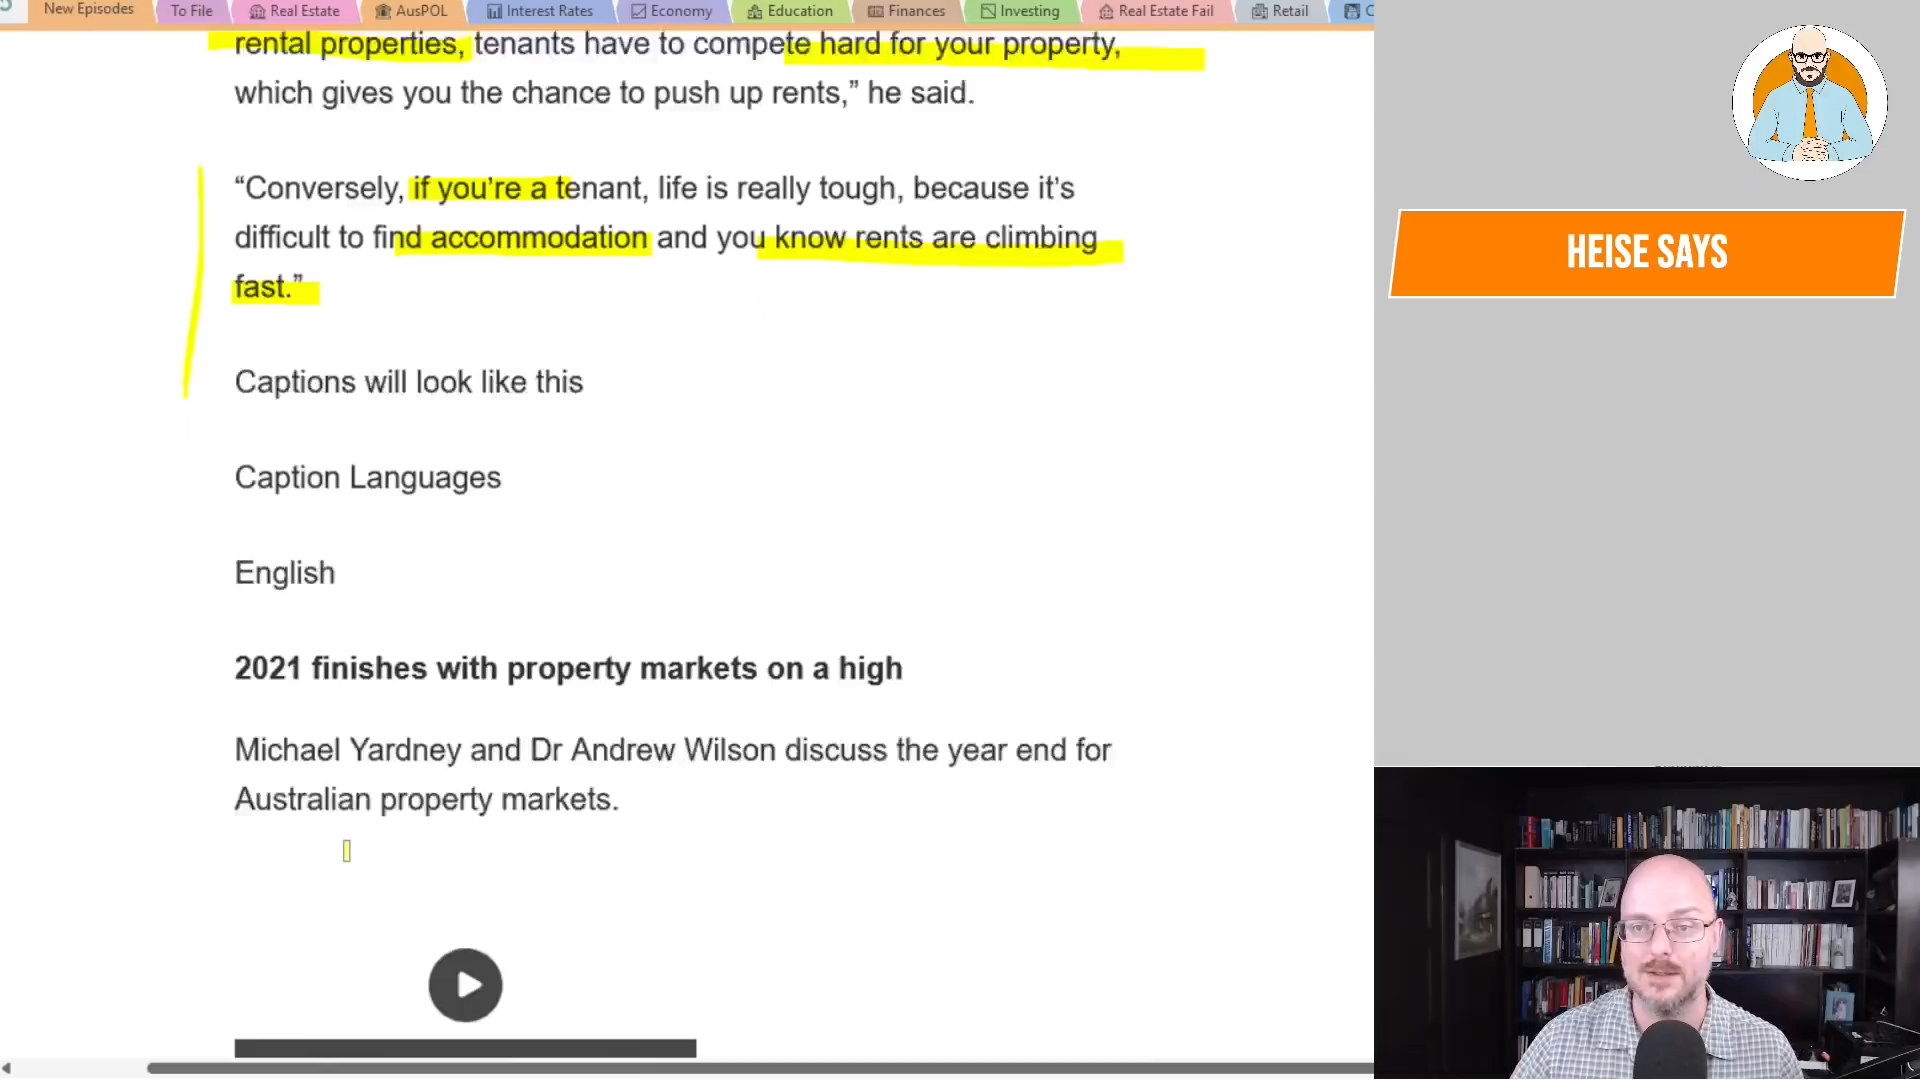 New Episodes
To File
Real Estate
AusPOL
Interest Rates
Economy
Education
Finances
Investing
Real Estate Fail
Retail
rental properties, tenants have to compete hard for your property,
which gives you the chance to push up rents,” he said.
“Conversely, if you’re a tenant, life is really tough, because it’s
difficult to find accommodation and you know rents are climbing
fast.”
Captions will look like this
Caption Languages
English
2021 finishes with property markets on a high
Michael Yardney and Dr Andrew Wilson discuss the year end for
Australian property markets.
HEISE SAYS